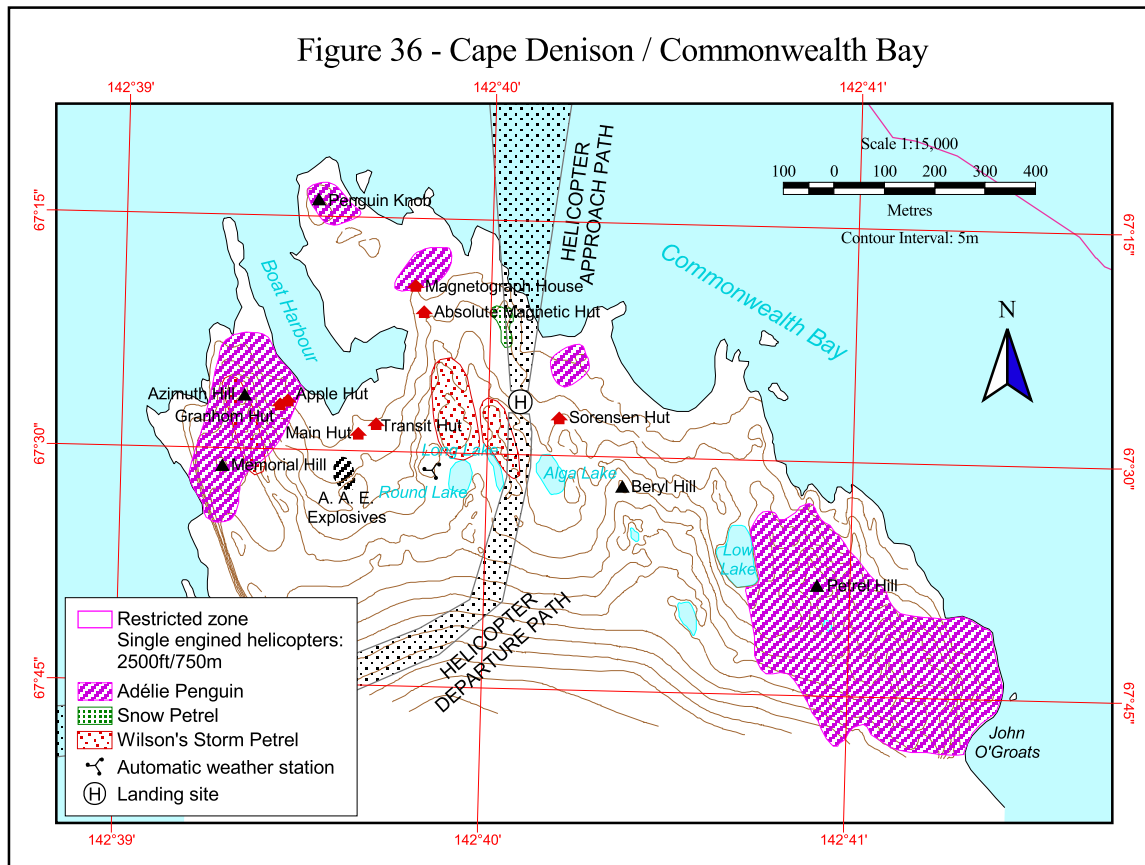 Figure 36 - Cape Denison / Commonwealth Bay
142°39'
142°40'
142°41'
Scale 1:15,000
100 0 100 200 300 400
Metres
Contour Interval: 5m
67°15"
67°15"
Penguin Knob
HELICOPTER
APPROACH PATH
Boat Harbour
Commonwealth Bay
Magnetograph House
Absolute Magnetic Hut
N
Azimuth Hill
Apple Hut
Granholm Hut
H
Sorensen Hut
Transit Hut
Main Hut
67°30"
67°30"
Long Lake
Memorial Hill
Alga Lake
Round Lake
Beryl Hill
A. A. E.
Explosives
Low
Lake
Petrel Hill
HELICOPTER
DEPARTURE PATH
67°45"
67°45"
John
O'Groats
Restricted zone
Single engined helicopters:
2500ft/750m
Adélie Penguin
Snow Petrel
Wilson's Storm Petrel
Automatic weather station
H Landing site
142°39'
142°40'
142°41'